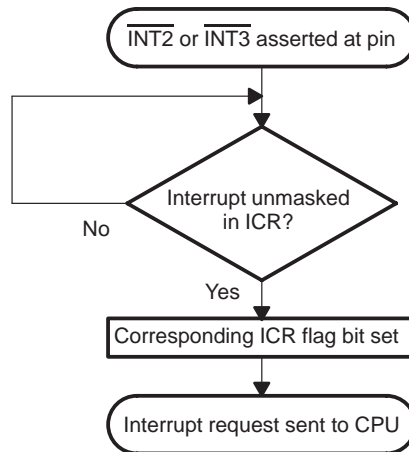 INT2 or INT3 asserted at pin
Interrupt unmasked
in ICR?
No
Yes
Corresponding ICR flag bit set
Interrupt request sent to CPU